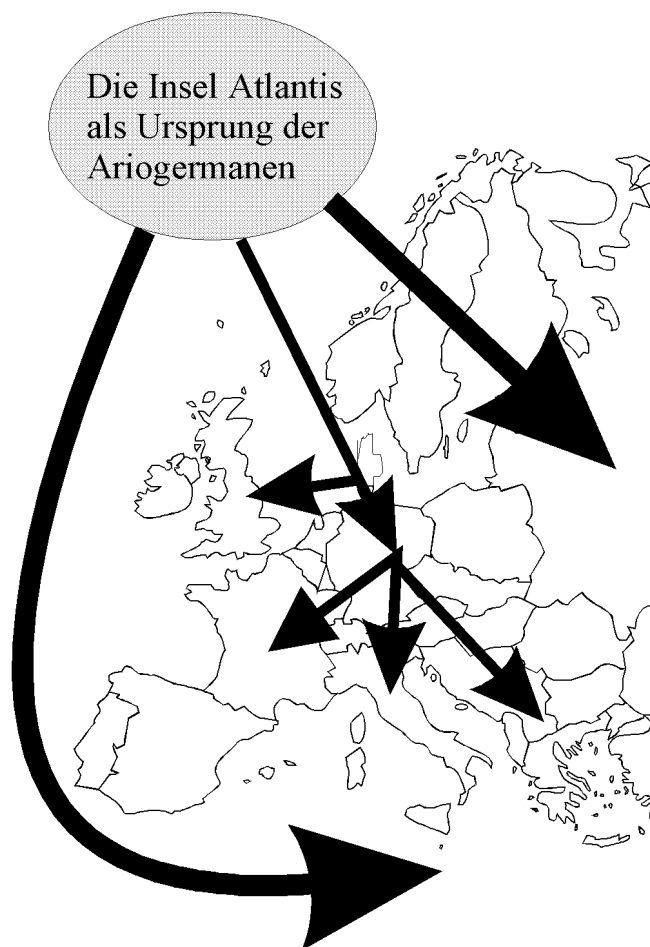 Die Insel Atlantis
als Ursprung der
Ariogermanen